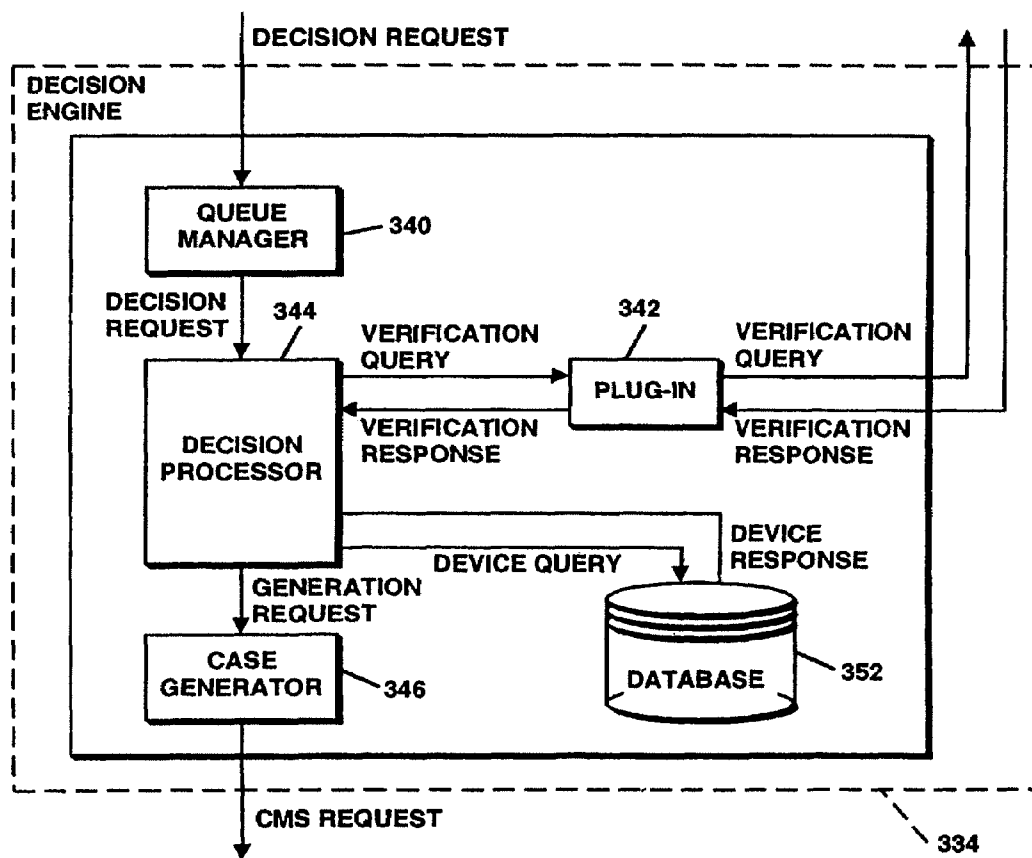 DECISION REQUEST
DECISION
ENGINE
QUEUE
MANAGER
340
DECISION
REQUEST
344
342
VERIFICATION
QUERY
VERIFICATION
QUERY
PLUG-IN
DECISION
PROCESSOR
VERIFICATION
RESPONSE
VERIFICATION
RESPONSE
DEVICE
RESPONSE
DEVICE QUERY
GENERATION
REQUEST
CASE
GENERATOR
346
DATABASE
352
CMS REQUEST
334